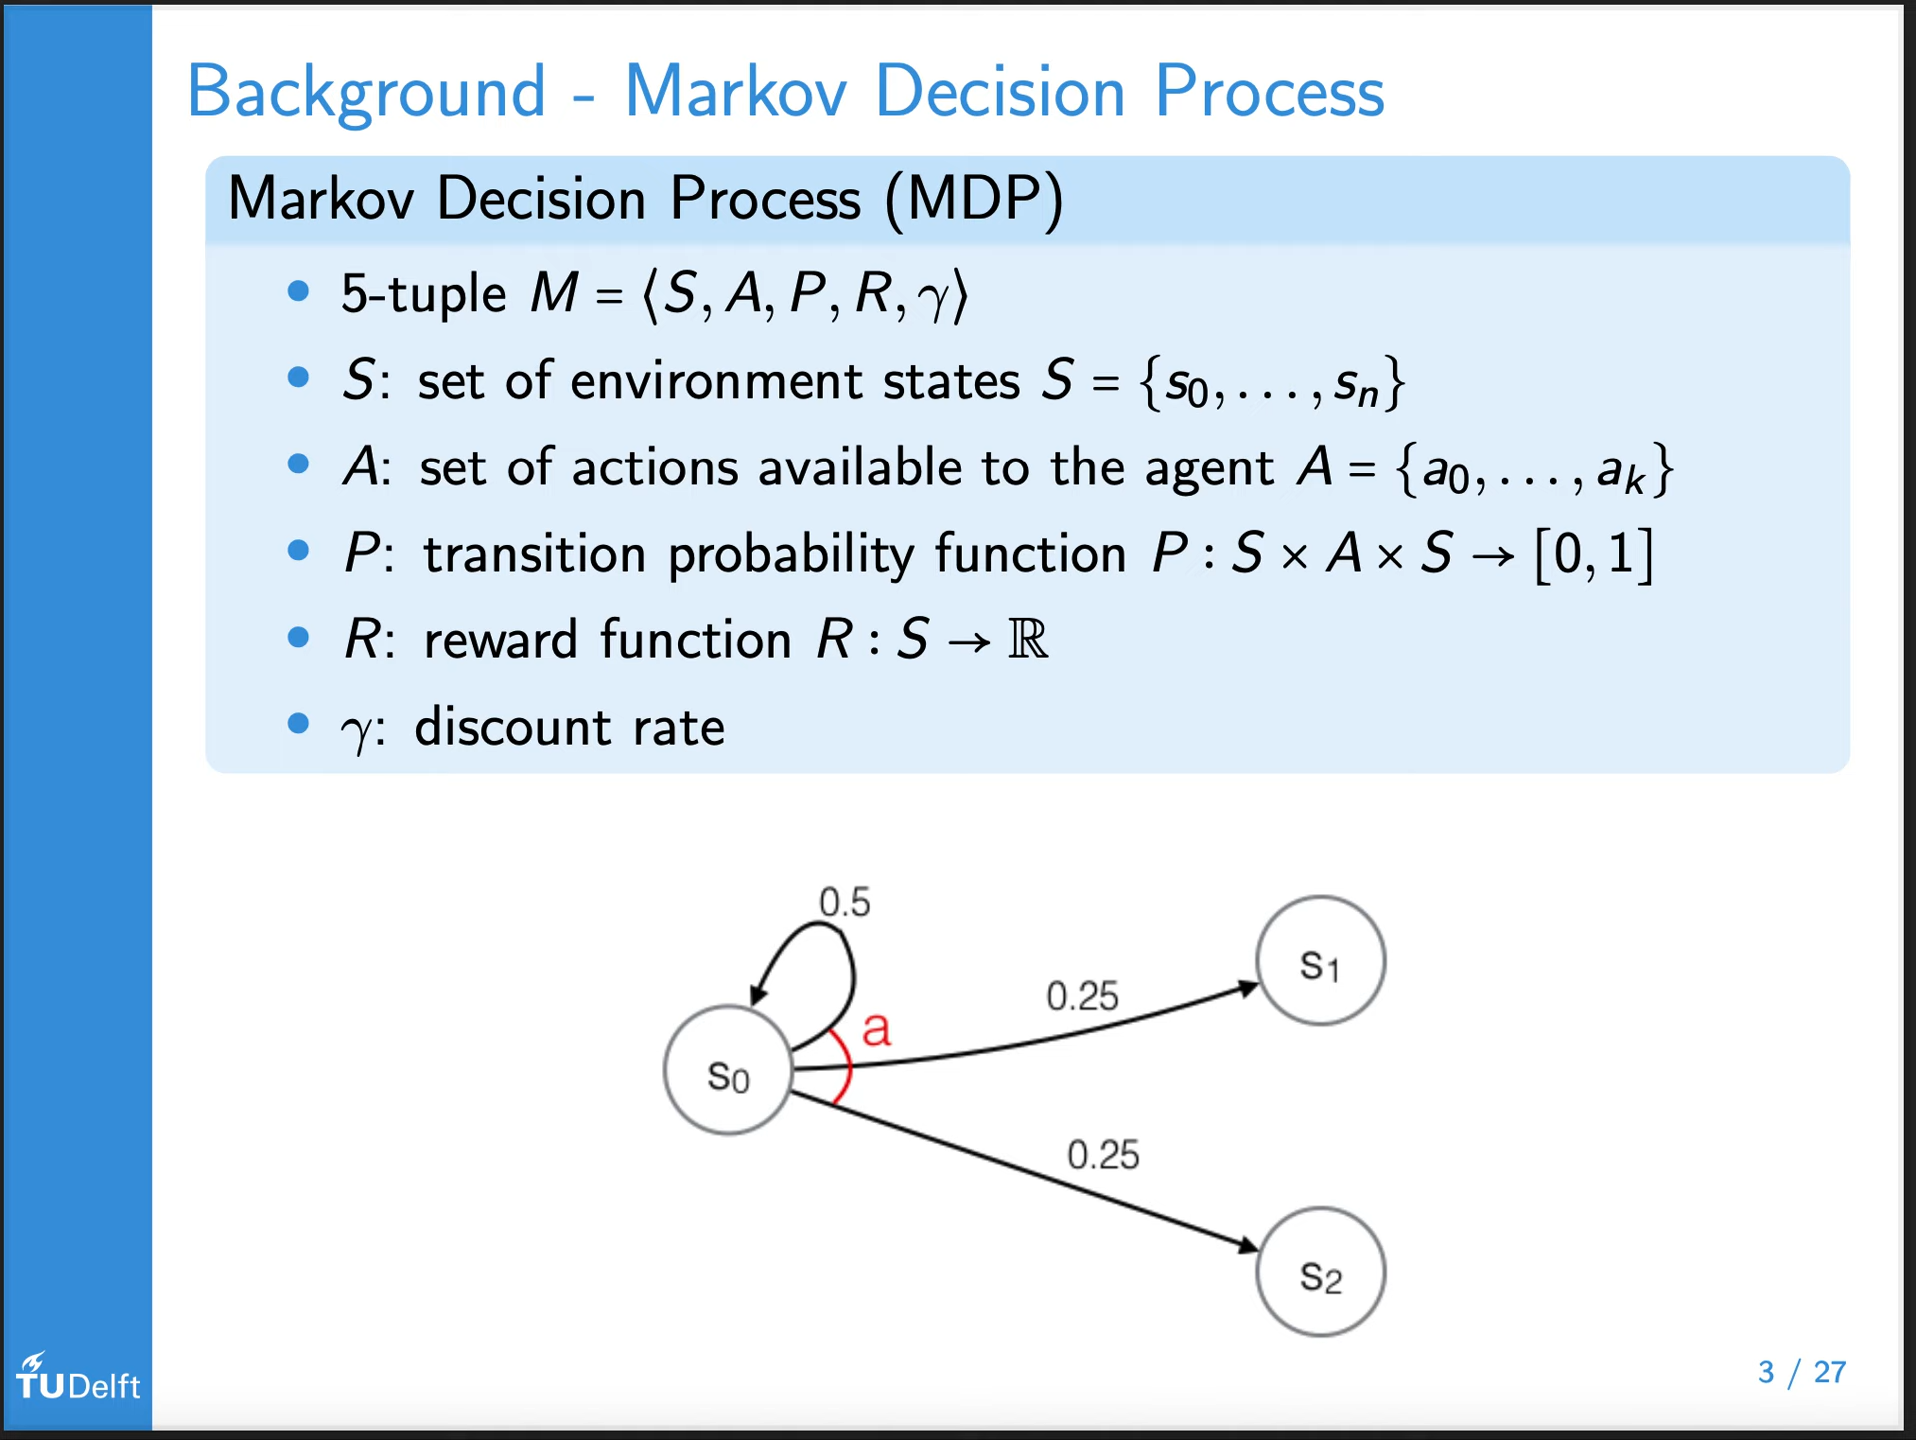 Background - Markov Decision Process
Markov Decision Process (MDP)
• 5-tuple M = ⟨S, A, P, R, γ⟩
• S: set of environment states S = {s₀, . . . , sₙ}
• A: set of actions available to the agent A = {a₀, . . . , aₖ}
• P: transition probability function P : S × A × S → [0, 1]
• R: reward function R : S → ℝ
• γ: discount rate
0.5
s₁
0.25
a
s₀
0.25
s₂
TUDelft
3 / 27